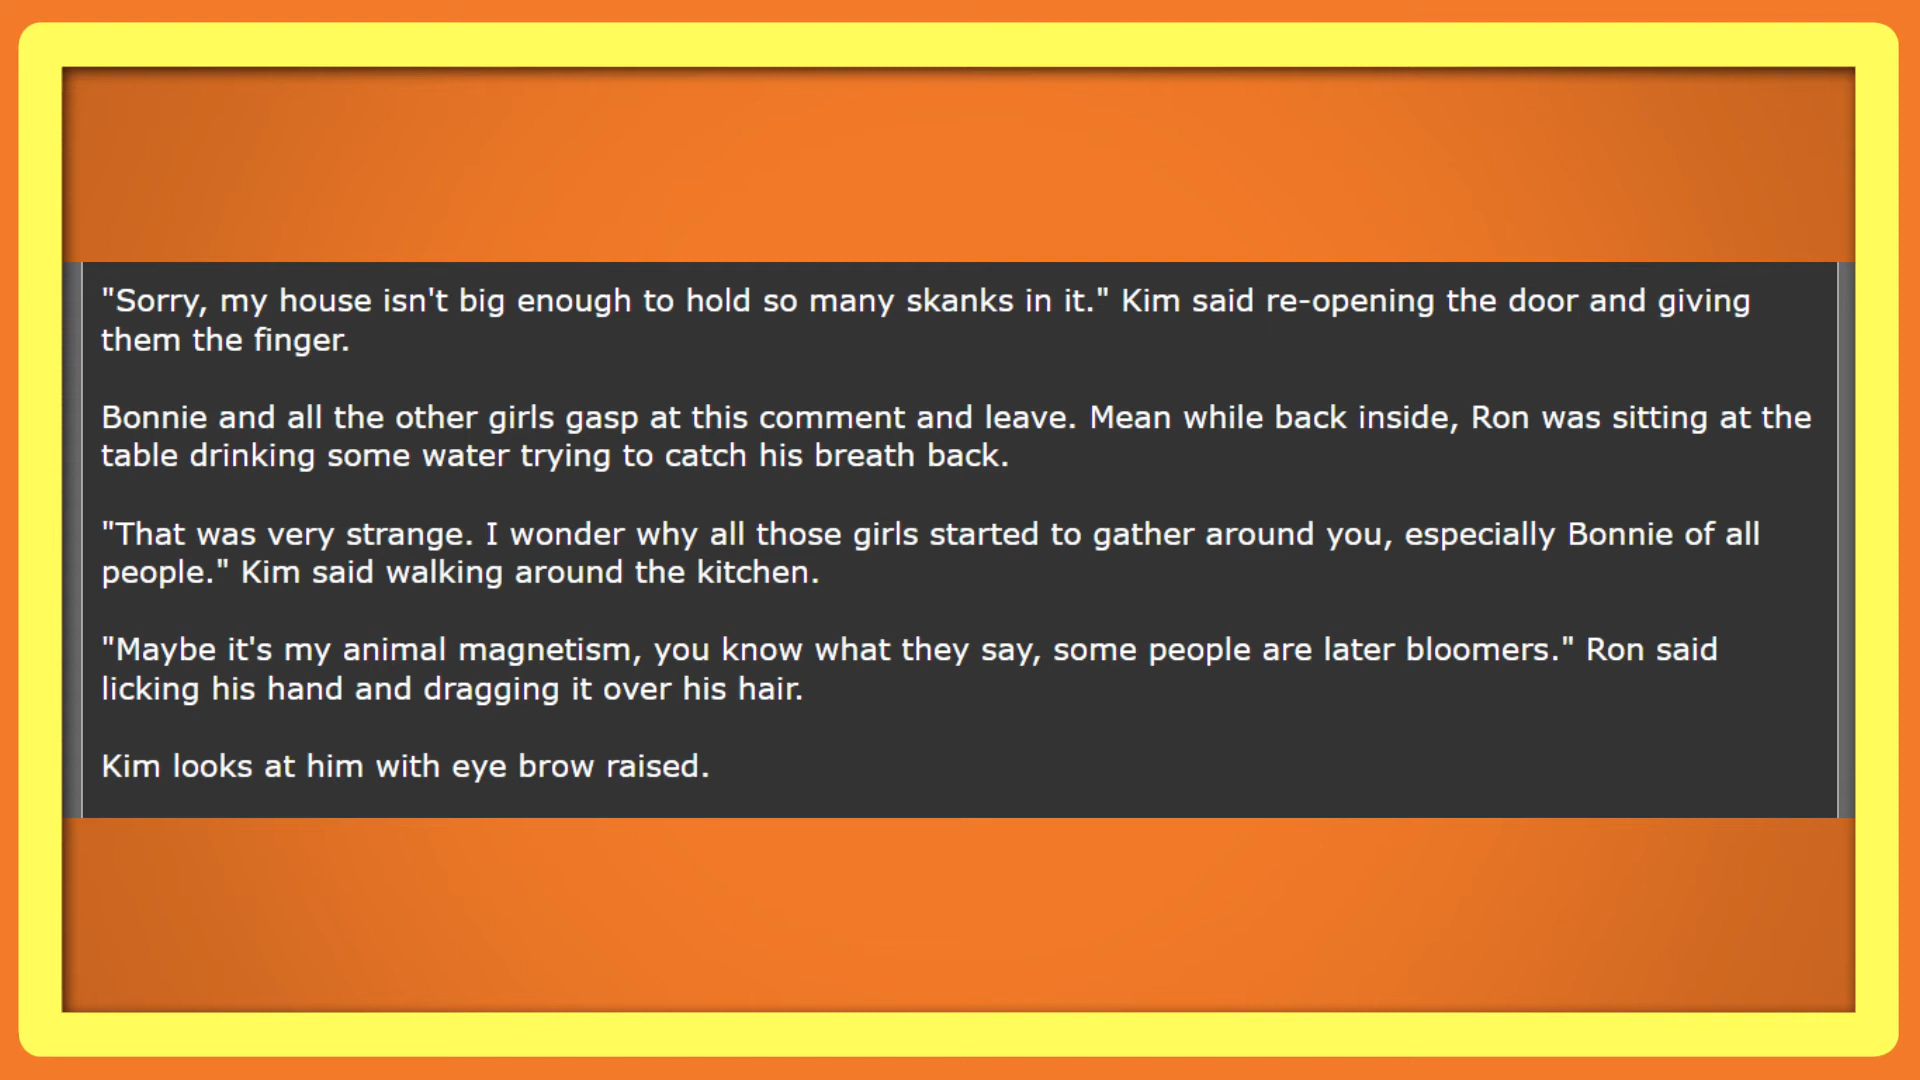 "Sorry, my house isn't big enough to hold so many skanks in it." Kim said re-opening the door and giving
them the finger.
Bonnie and all the other girls gasp at this comment and leave. Mean while back inside, Ron was sitting at the
table drinking some water trying to catch his breath back.
"That was very strange. I wonder why all those girls started to gather around you, especially Bonnie of all
people." Kim said walking around the kitchen.
"Maybe it's my animal magnetism, you know what they say, some people are later bloomers." Ron said
licking his hand and dragging it over his hair.
Kim looks at him with eye brow raised.